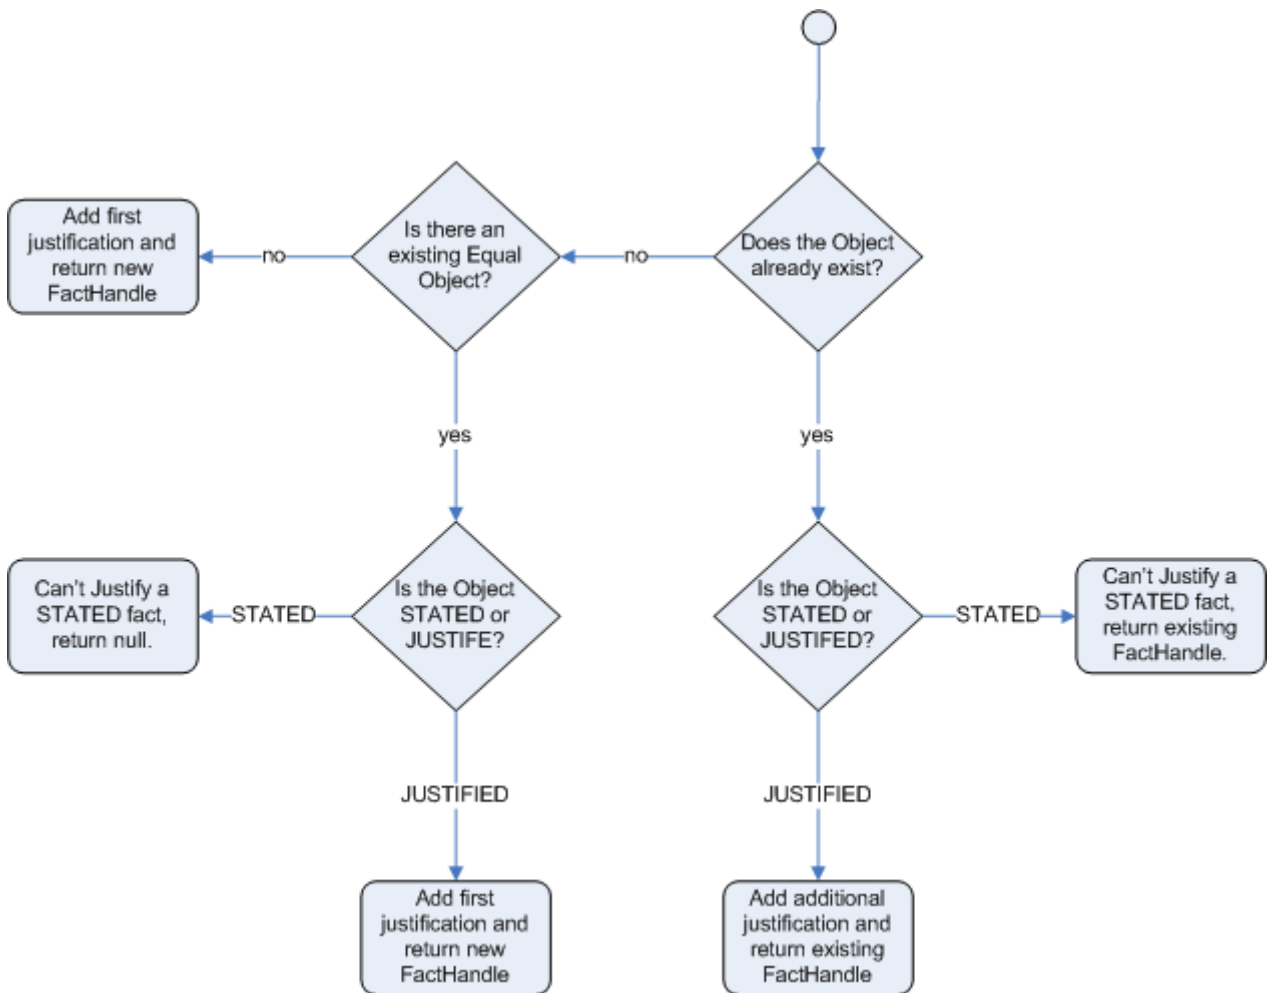 Does the Object
already exist?
no
Is there an
existing Equal
Object?
no
Add first
justification and
return new
FactHandle
yes
yes
Can't Justify a
STATED fact,
return null.
STATED
Is the Object
STATED or
JUSTIFE?
Is the Object
STATED or
JUSTIFED?
STATED
Can't Justify a
STATED fact,
return existing
FactHandle.
JUSTIFIED
JUSTIFIED
Add first
justification and
return new
FactHandle
Add additional
justification and
return existing
FactHandle